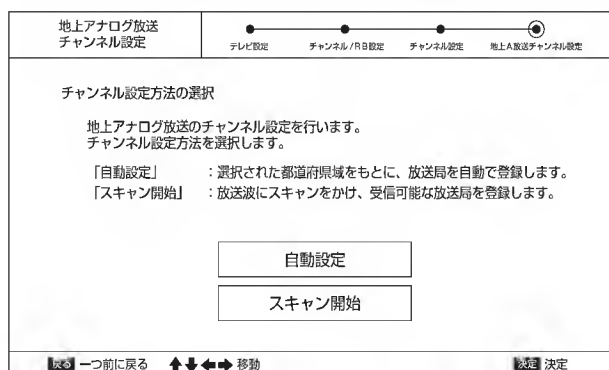 地上アナログ放送
チャンネル設定
テレビ設定 チャンネル/RB設定 チャンネル設定 地上A放送チャンネル設定
チャンネル設定方法の選択
地上アナログ放送のチャンネル設定を行います。
チャンネル設定方法を選択します。
「自動設定」 :選択された都道府県域をもとに、放送局を自動で登録します。
「スキャン開始」 :放送波にスキャンをかけ、受信可能な放送局を登録します。
自動設定
スキャン開始
戻る 一つ前に戻る ↑↓←→ 移動 決定 決定